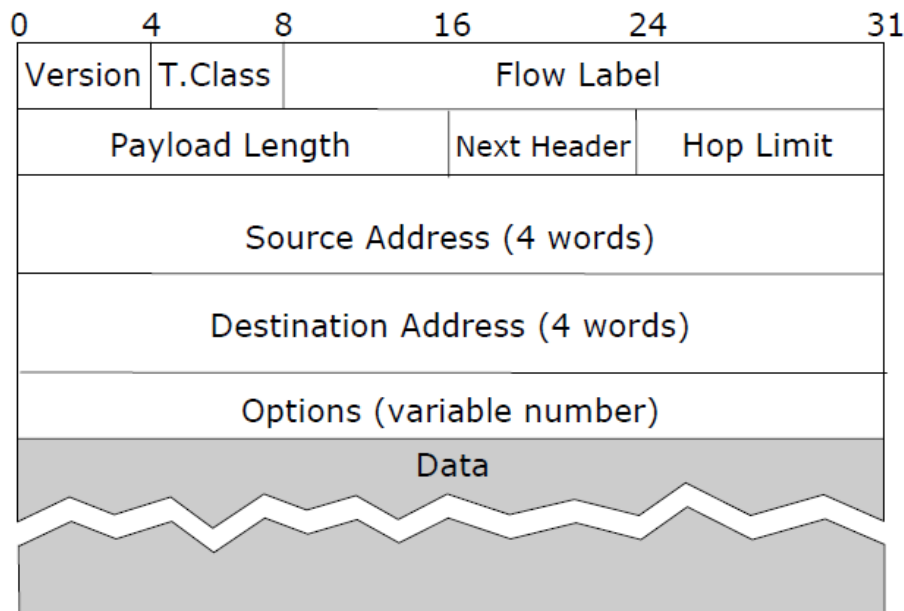 0 4 8 16 24 31
Version T.Class Flow Label
Payload Length Next Header Hop Limit
Source Address (4 words)
Destination Address (4 words)
Options (variable number)
Data